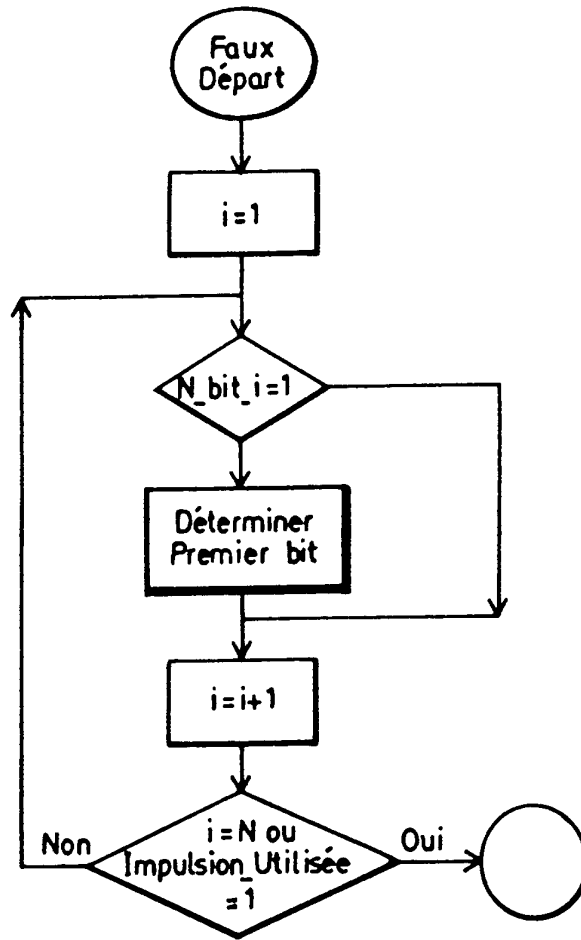 Faux
Départ
i=1
N_bit_i=1
Déterminer
Premier bit
i=i+1
i=N ou
Impulsion_Utilisée
=1
Non
Oui